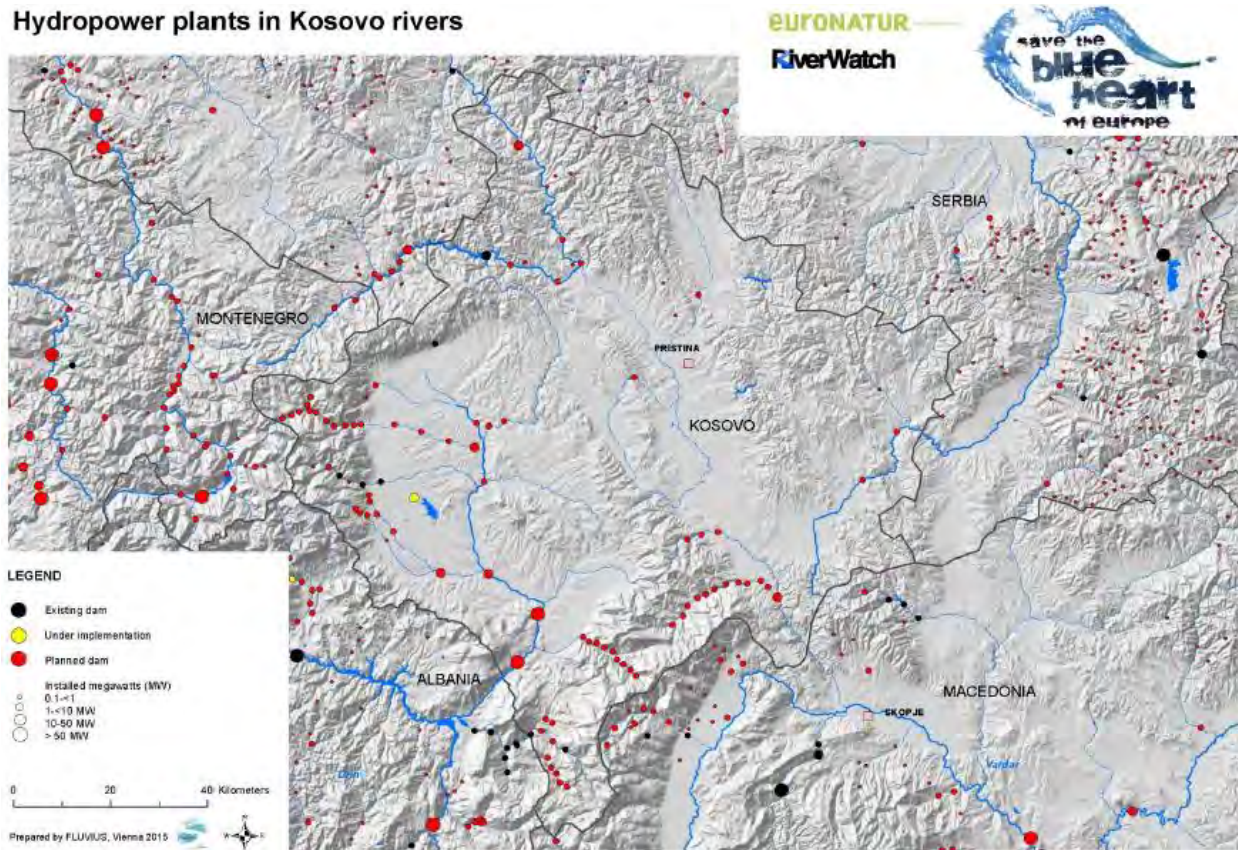 Hydropower plants in Kosovo rivers
euronatur
RiverWatch
save the
blue
heart
of europe
SERBIA
MONTENEGRO
PRISTINA
KOSOVO
ALBANIA
MACEDONIA
SKOPJE
Drin
Vardar
LEGEND
Existing dam
Under implementation
Planned dam
Installed megawatts (MW)
0.1-<1
1-<10 MW
10-50 MW
> 50 MW
0 20 40 Kilometers
Prepared by FLUVIUS, Vienna 2015
N
W E
S